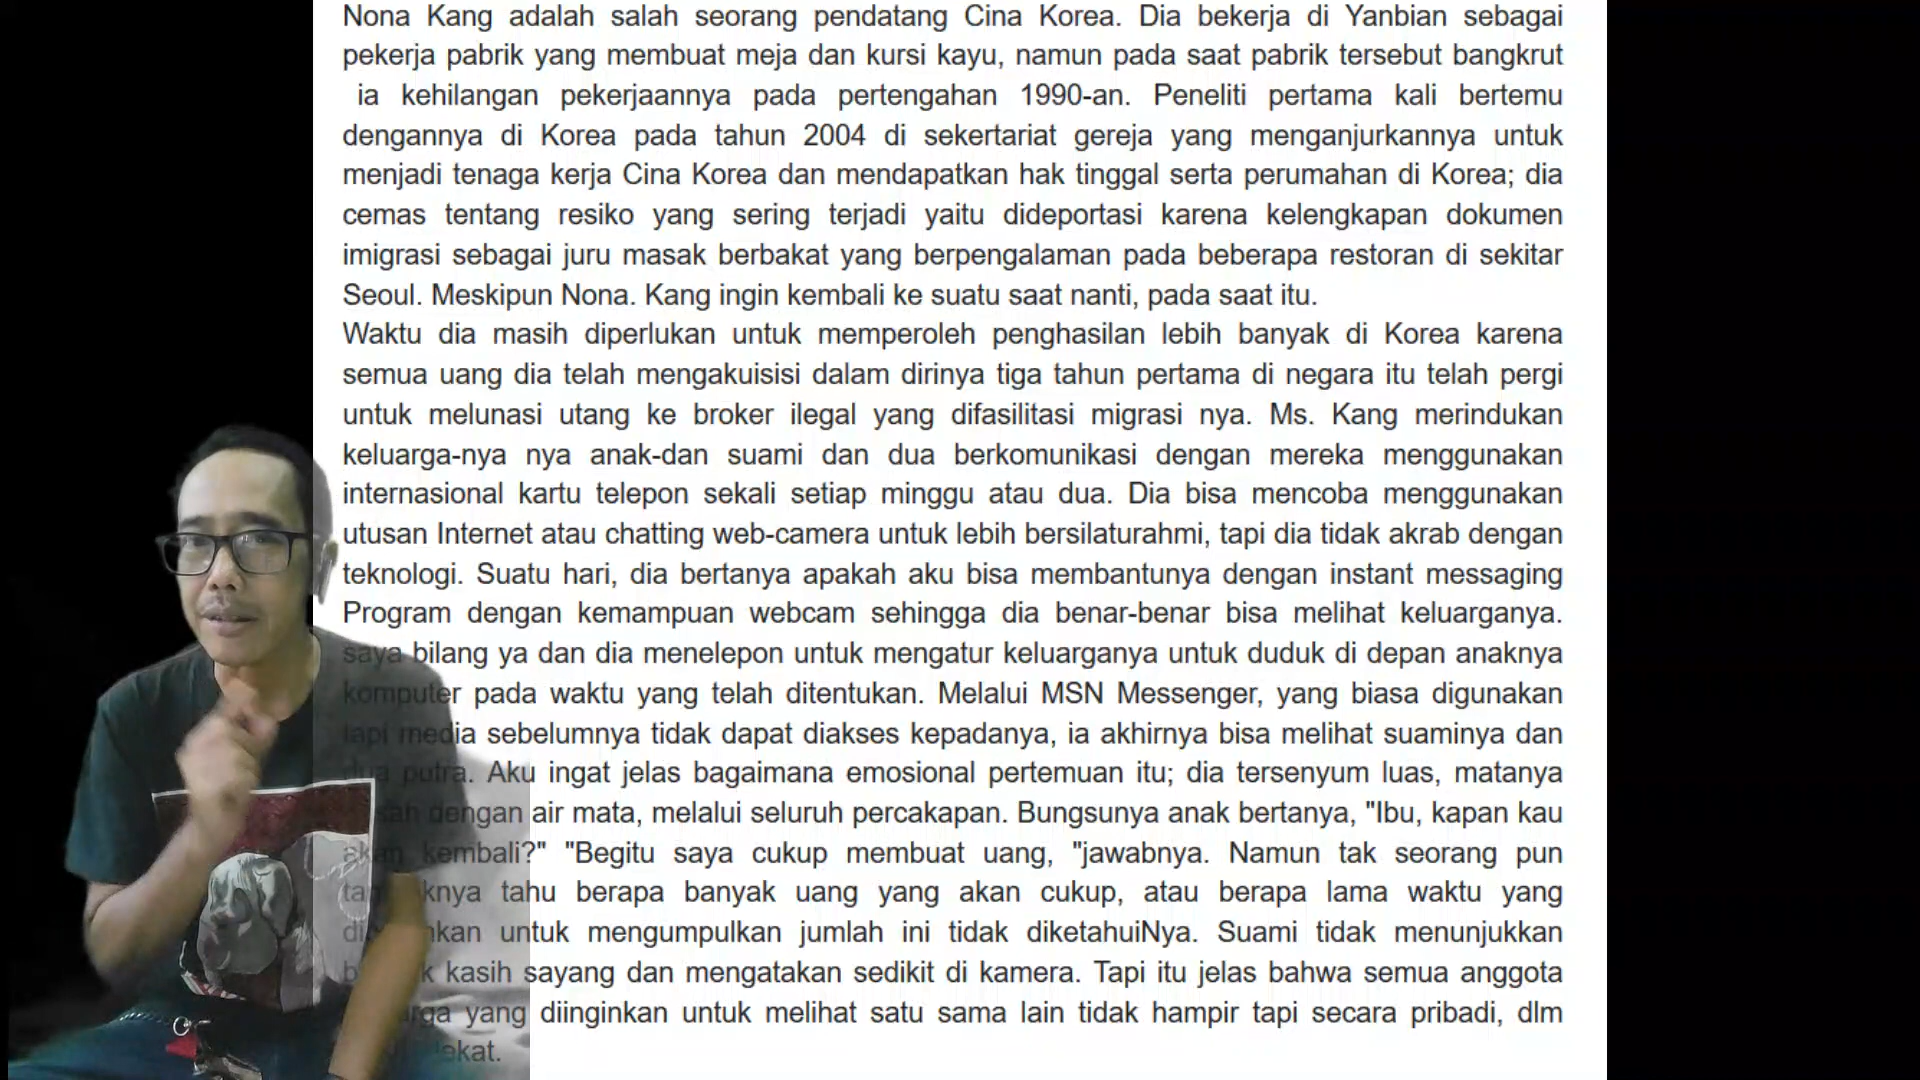 Nona Kang adalah salah seorang pendatang Cina Korea. Dia bekerja di Yanbian sebagai
pekerja pabrik yang membuat meja dan kursi kayu, namun pada saat pabrik tersebut bangkrut
ia kehilangan pekerjaannya pada pertengahan 1990-an. Peneliti pertama kali bertemu
dengannya di Korea pada tahun 2004 di sekertariat gereja yang menganjurkannya untuk
menjadi tenaga kerja Cina Korea dan mendapatkan hak tinggal serta perumahan di Korea; dia
cemas tentang resiko yang sering terjadi yaitu dideportasi karena kelengkapan dokumen
imigrasi sebagai juru masak berbakat yang berpengalaman pada beberapa restoran di sekitar
Seoul. Meskipun Nona. Kang ingin kembali ke suatu saat nanti, pada saat itu.
Waktu dia masih diperlukan untuk memperoleh penghasilan lebih banyak di Korea karena
semua uang dia telah mengakuisisi dalam dirinya tiga tahun pertama di negara itu telah pergi
untuk melunasi utang ke broker ilegal yang difasilitasi migrasi nya. Ms. Kang merindukan
keluarga-nya nya anak-dan suami dan dua berkomunikasi dengan mereka menggunakan
internasional kartu telepon sekali setiap minggu atau dua. Dia bisa mencoba menggunakan
utusan Internet atau chatting web-camera untuk lebih bersilaturahmi, tapi dia tidak akrab dengan
teknologi. Suatu hari, dia bertanya apakah aku bisa membantunya dengan instant messaging
Program dengan kemampuan webcam sehingga dia benar-benar bisa melihat keluarganya.
saya bilang ya dan dia menelepon untuk mengatur keluarganya untuk duduk di depan anaknya
komputer pada waktu yang telah ditentukan. Melalui MSN Messenger, yang biasa digunakan
tapi media sebelumnya tidak dapat diakses kepadanya, ia akhirnya bisa melihat suaminya dan
dua putra. Aku ingat jelas bagaimana emosional pertemuan itu; dia tersenyum luas, matanya
dengan air mata, melalui seluruh percakapan. Bungsunya anak bertanya, "Ibu, kapan kau
akan kembali?" "Begitu saya cukup membuat uang, "jawabnya. Namun tak seorang pun
tahu berapa banyak uang yang akan cukup, atau berapa lama waktu yang
untuk mengumpulkan jumlah ini tidak diketahuiNya. Suami tidak menunjukkan
kasih sayang dan mengatakan sedikit di kamera. Tapi itu jelas bahwa semua anggota
yang diinginkan untuk melihat satu sama lain tidak hampir tapi secara pribadi, dlm